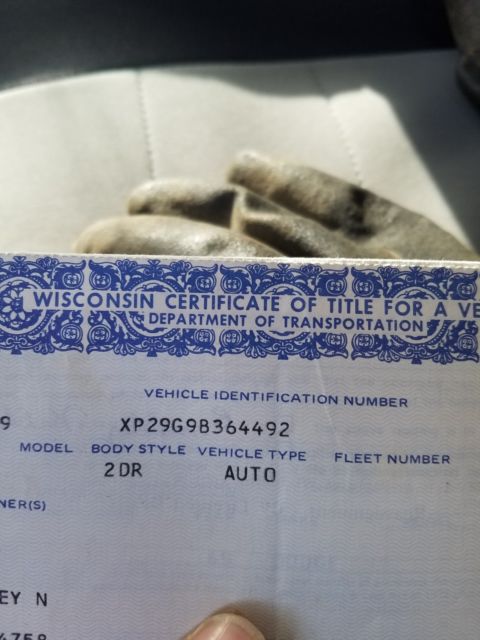 WISCONSIN CERTIFICATE OF TITLE FOR A VE
DEPARTMENT OF TRANSPORTATION
VEHICLE IDENTIFICATION NUMBER
9 XP29G9B364492
MODEL BODY STYLE VEHICLE TYPE FLEET NUMBER
2DR AUTO
NER(S)
EY N
4758